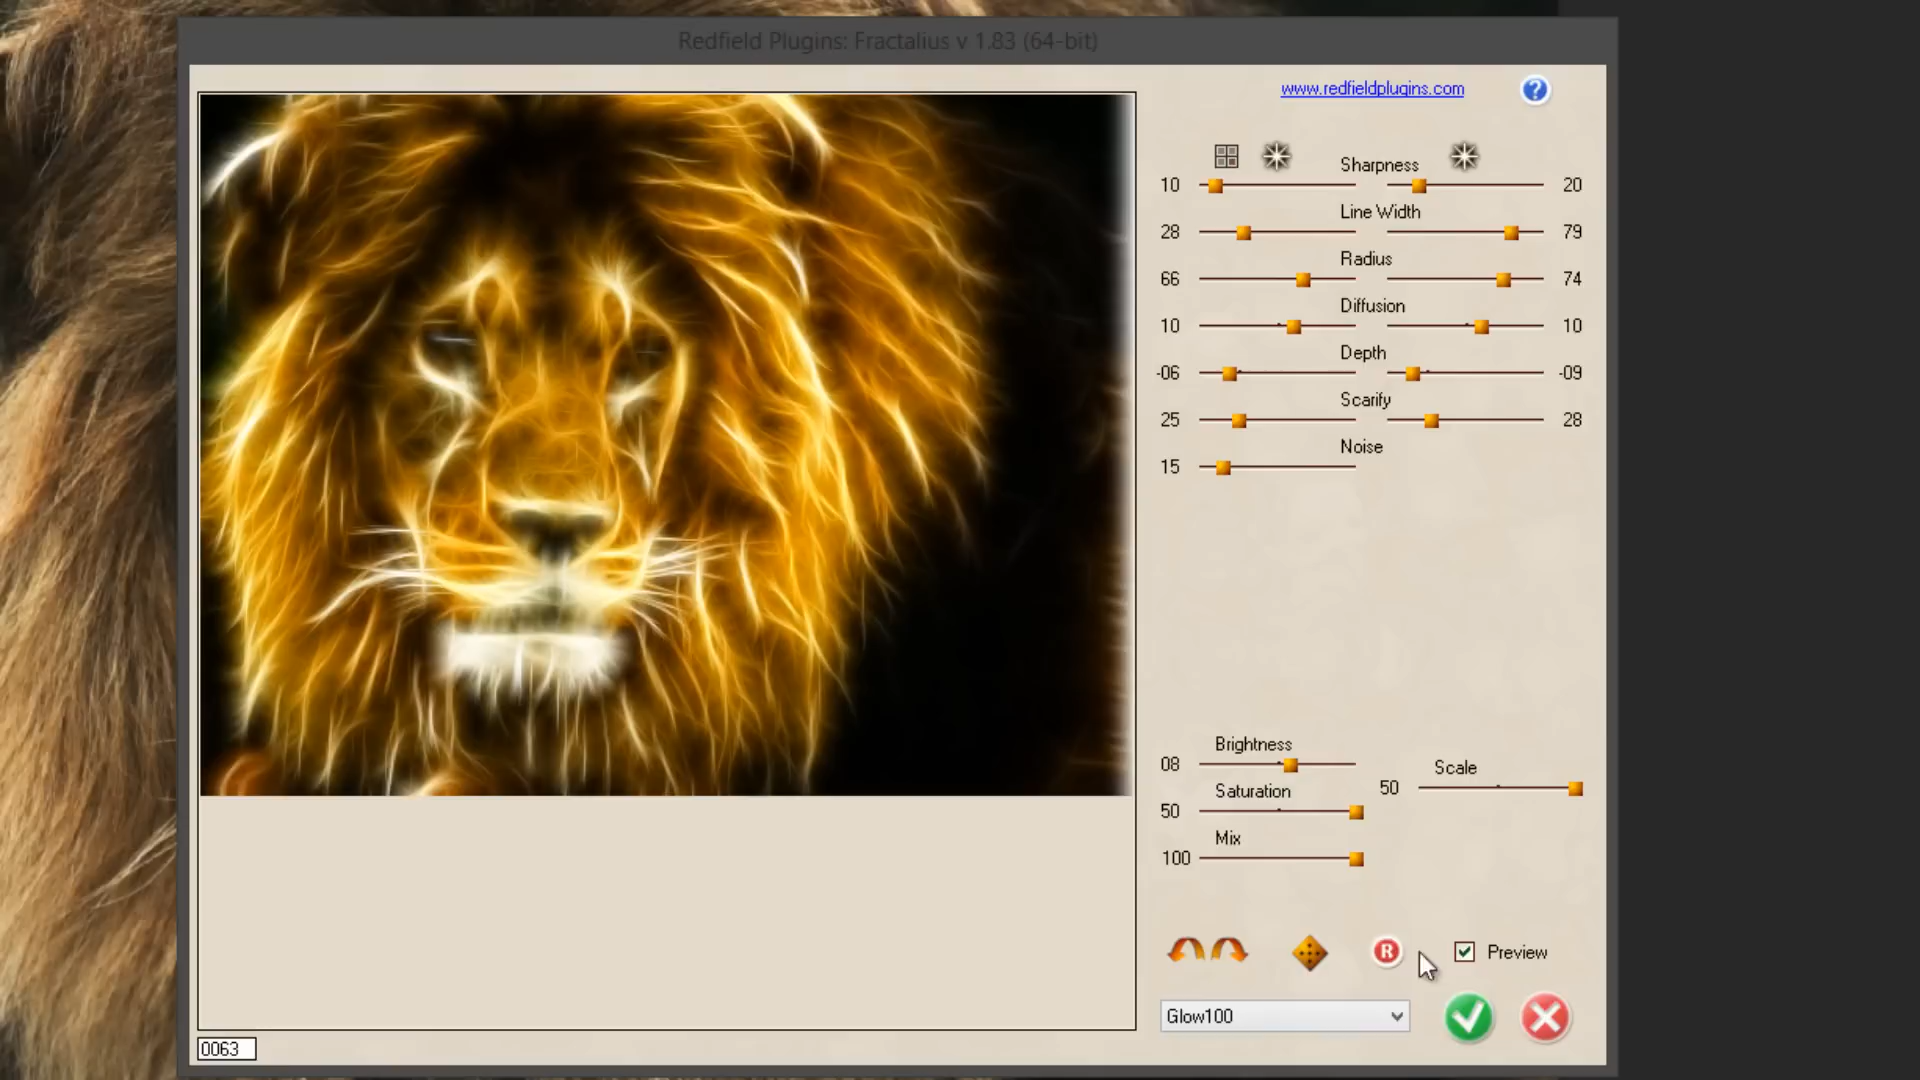 Redfield Plugins: Fractalius v 1.83 (64-bit)
www.redfieldplugins.com
?
Sharpness
10 20
Line Width
28 79
Radius
66 74
Diffusion
10 10
Depth
-06 -09
Scarify
25 28
Noise
15
Brightness
08
Scale
50
Saturation
50
Mix
100
R
Preview
Glow100
0063